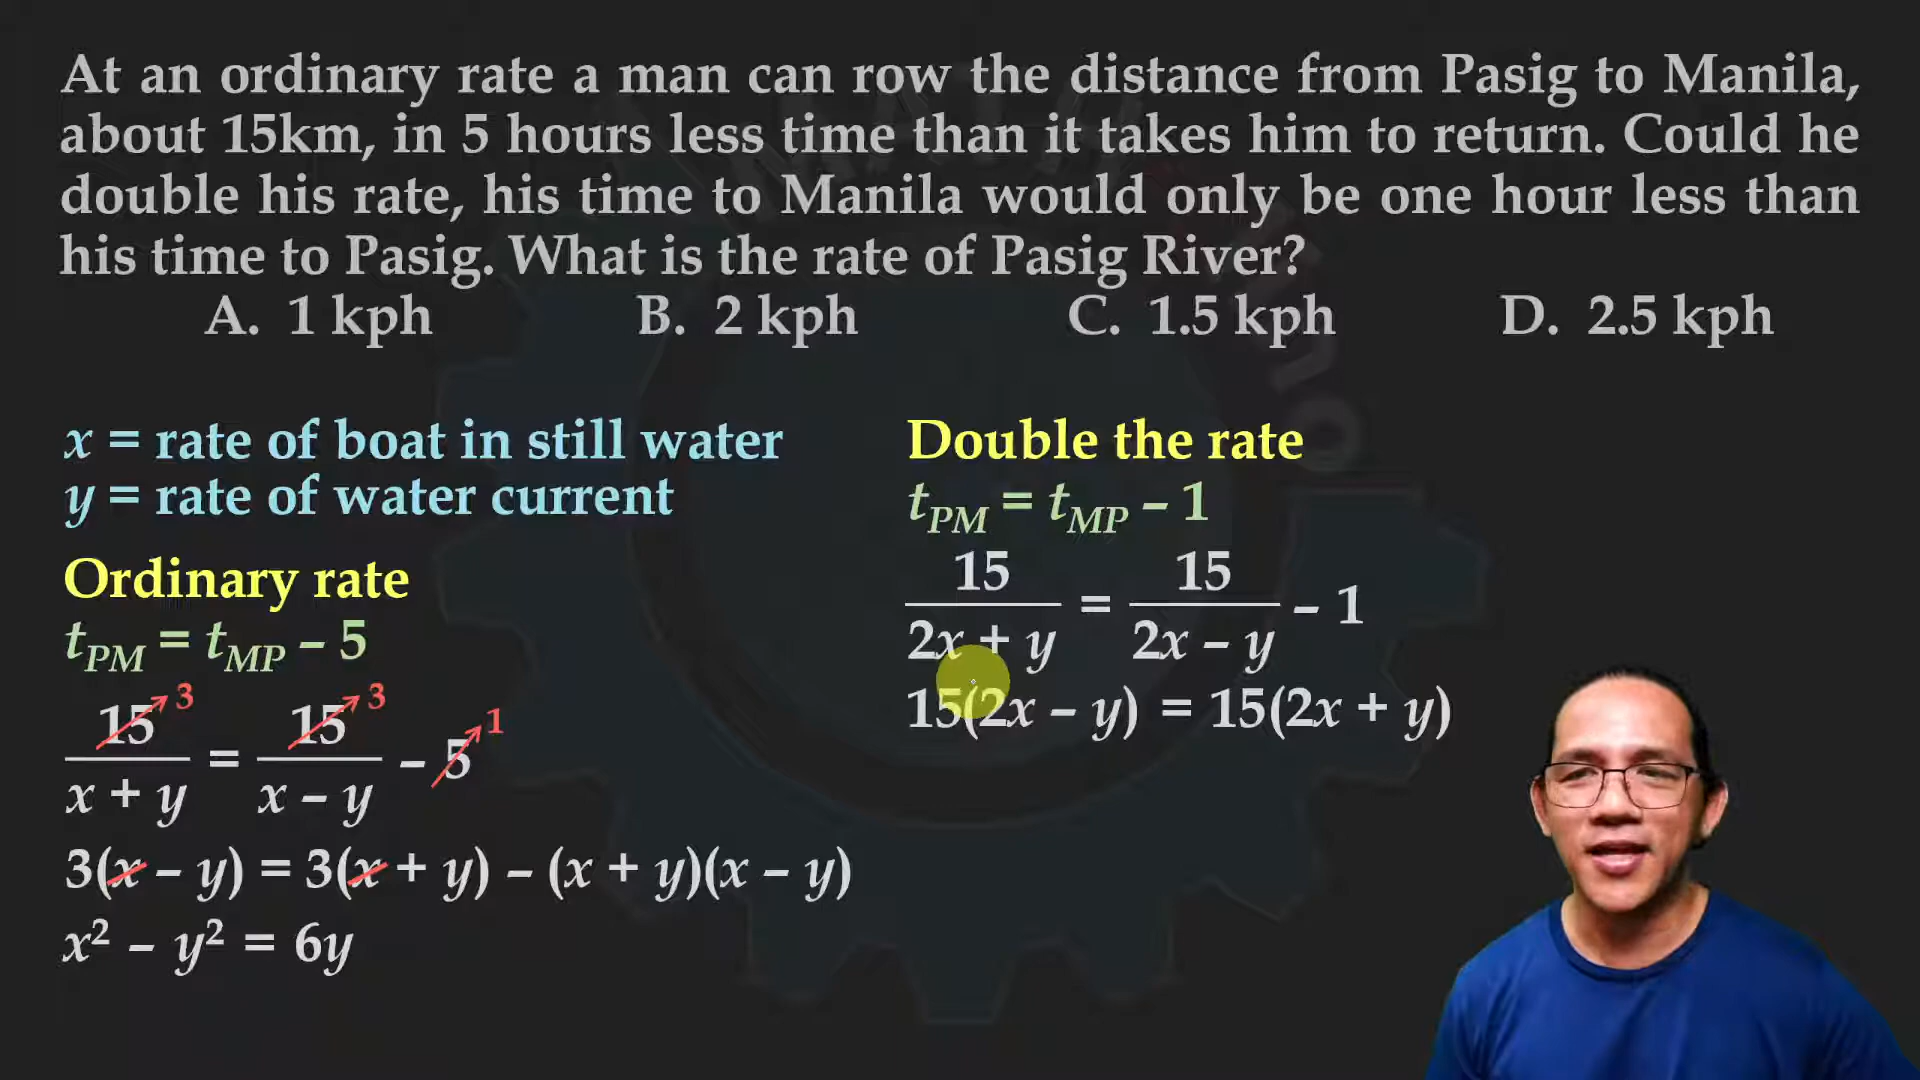 At an ordinary rate a man can row the distance from Pasig to Manila,
about 15km, in 5 hours less time than it takes him to return. Could he
double his rate, his time to Manila would only be one hour less than
his time to Pasig. What is the rate of Pasig River?
A. 1 kph B. 2 kph C. 1.5 kph D. 2.5 kph
x = rate of boat in still water
y = rate of water current
Ordinary rate
t_PM = t_MP – 5
15 3 15 3 1
—— = —— – 5
x + y x – y
3(x – y) = 3(x + y) – (x + y)(x – y)
x² – y² = 6y
Double the rate
t_PM = t_MP – 1
15 15
—— = —— – 1
2x + y 2x – y
15(2x – y) = 15(2x + y)